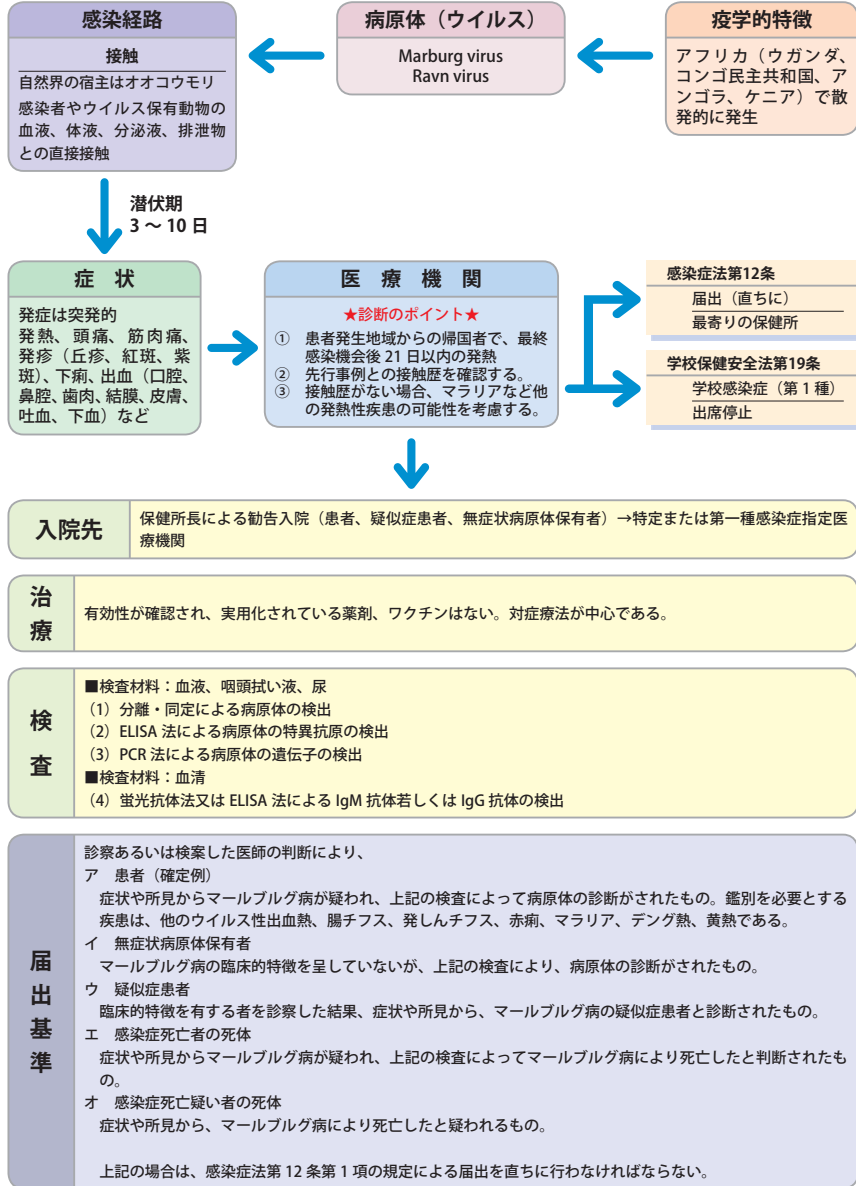 感染経路
接触
自然界の宿主はオオコウモリ
感染者やウイルス保有動物の
血液、体液、分泌液、排泄物
との直接接触
病原体（ウイルス）
Marburg virus
Ravn virus
疫学的特徴
アフリカ（ウガンダ、
コンゴ民主共和国、ア
ンゴラ、ケニア）で散
発的に発生
潜伏期
3 ～ 10 日
症 状
発症は突発的
発熱、頭痛、筋肉痛、
発疹（丘疹、紅斑、紫
斑）、下痢、出血（口腔、
鼻腔、歯肉、結膜、皮膚、
吐血、下血）など
医 療 機 関
★診断のポイント★
① 患者発生地域からの帰国者で、最終
感染機会後 21 日以内の発熱
② 先行事例との接触歴を確認する。
③ 接触歴がない場合、マラリアなど他
の発熱性疾患の可能性を考慮する。
感染症法第12条
届出（直ちに）
最寄りの保健所
学校保健安全法第19条
学校感染症（第 1 種）
出席停止
入院先
保健所長による勧告入院（患者、疑似症患者、無症状病原体保有者）→特定または第一種感染症指定医
療機関
治
療
有効性が確認され、実用化されている薬剤、ワクチンはない。対症療法が中心である。
検
査
■検査材料：血液、咽頭拭い液、尿
（1）分離・同定による病原体の検出
（2）ELISA 法による病原体の特異抗原の検出
（3）PCR 法による病原体の遺伝子の検出
■検査材料：血清
（4）蛍光抗体法又は ELISA 法による IgM 抗体若しくは IgG 抗体の検出
届
出
基
準
診察あるいは検案した医師の判断により、
ア 患者（確定例）
症状や所見からマールブルグ病が疑われ、上記の検査によって病原体の診断がされたもの。鑑別を必要とする
疾患は、他のウイルス性出血熱、腸チフス、発しんチフス、赤痢、マラリア、デング熱、黄熱である。
イ 無症状病原体保有者
マールブルグ病の臨床的特徴を呈していないが、上記の検査により、病原体の診断がされたもの。
ウ 疑似症患者
臨床的特徴を有する者を診察した結果、症状や所見から、マールブルグ病の疑似症患者と診断されたもの。
エ 感染症死亡者の死体
症状や所見からマールブルグ病が疑われ、上記の検査によってマールブルグ病により死亡したと判断されたも
の。
オ 感染症死亡疑い者の死体
症状や所見から、マールブルグ病により死亡したと疑われるもの。
上記の場合は、感染症法第 12 条第 1 項の規定による届出を直ちに行わなければならない。